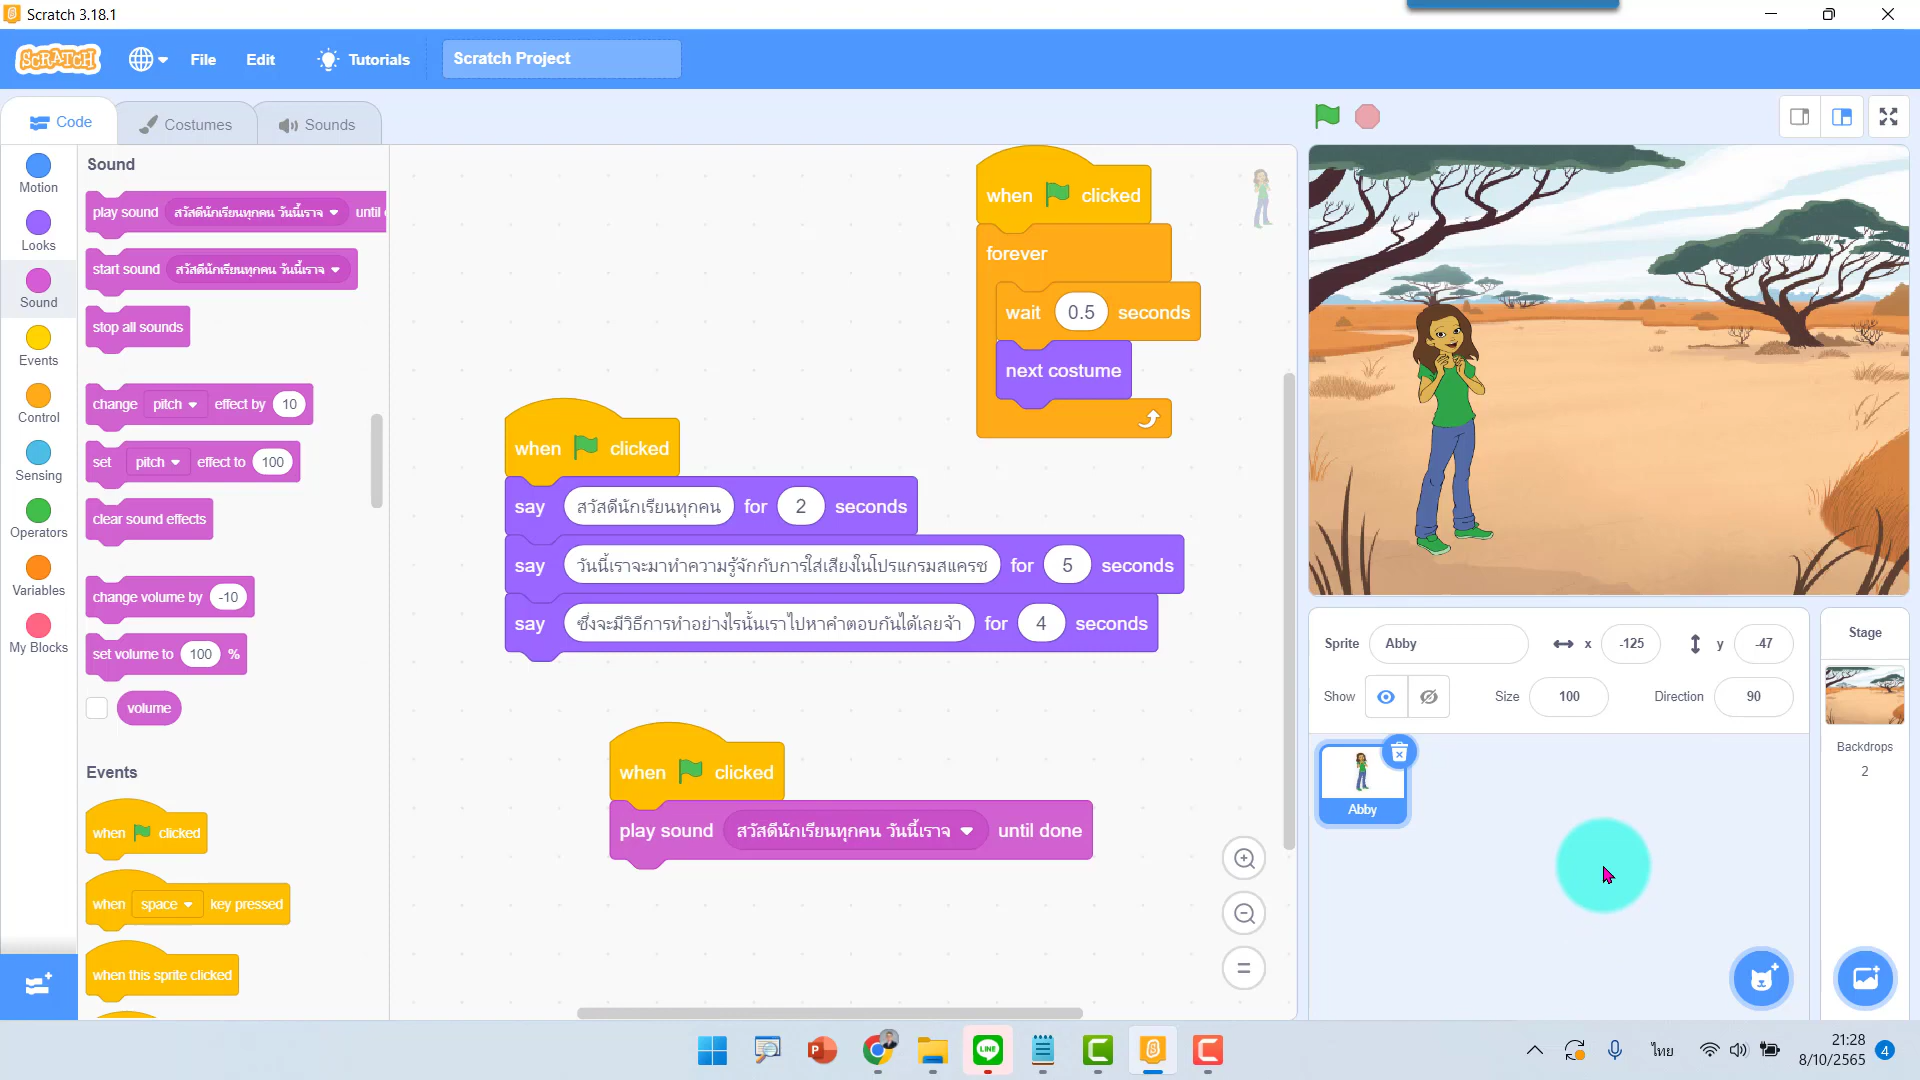 Scratch 3.18.1
SCRATCH
File
Edit
Tutorials
Scratch Project
Code
Costumes
Sounds
Motion
Looks
Sound
Events
Control
Sensing
Operators
Variables
My Blocks
Sound
play sound สวัสดีนักเรียนทุกคน วันนี้เราจ until
start sound สวัสดีนักเรียนทุกคน วันนี้เราจ
stop all sounds
change pitch effect by 10
set pitch effect to 100
clear sound effects
change volume by -10
set volume to 100 %
volume
Events
when clicked
when space key pressed
when this sprite clicked
when clicked
forever
wait 0.5 seconds
next costume
when clicked
say สวัสดีนักเรียนทุกคน for 2 seconds
say วันนี้เราจะมาทำความรู้จักกับการใส่เสียงในโปรแกรมสแครช for 5 seconds
say ซึ่งจะมีวิธีการทำอย่างไรนั้นเราไปหาคำตอบกันได้เลยจ้า for 4 seconds
when clicked
play sound สวัสดีนักเรียนทุกคน วันนี้เราจ until done
Sprite Abby x -125 y -47
Show Size 100 Direction 90
Abby
Stage
Backdrops
2
LINE
ไทย
21:28
8/10/2565
4